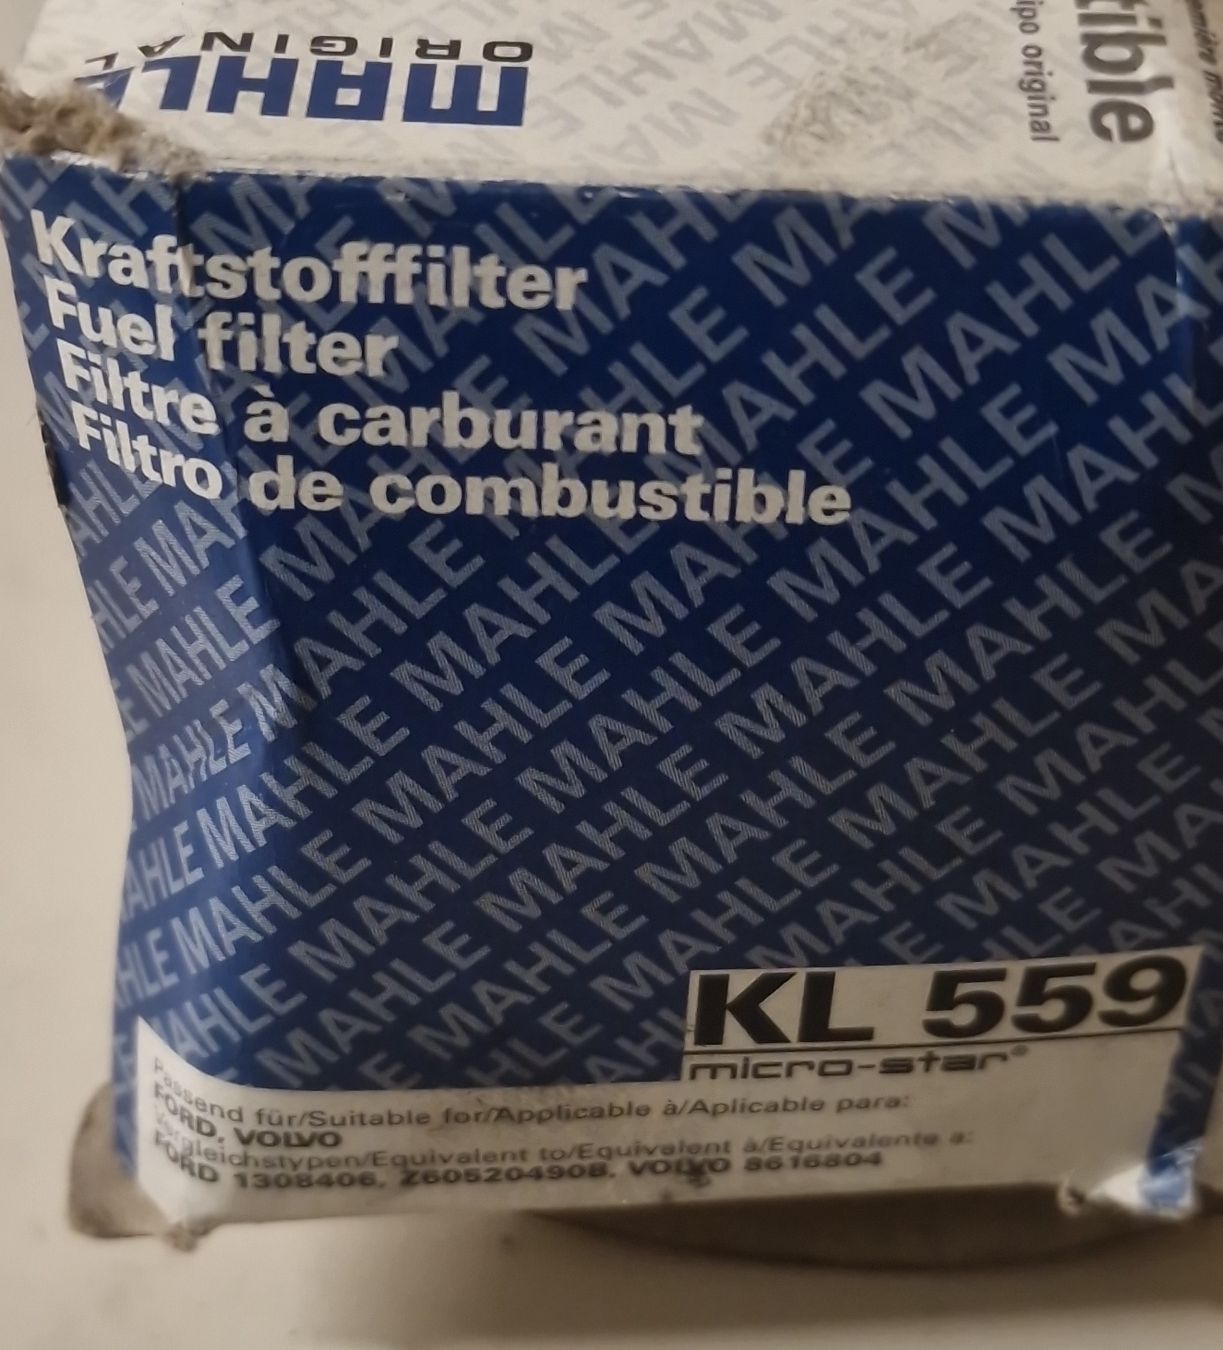 MAHLE
ORIGINAL
tipo original
tible
Kraftstofffilter
Fuel filter
Filtre à carburant
Filtro de combustible
KL 559
micro-star®
Passend für/Suitable for/Applicable à/Aplicable para:
FORD, VOLVO
Vergleichstypen/Equivalent to/Equivalent à/Equivalente a:
FORD 1308406, Z605204908, VOLVO 8616804